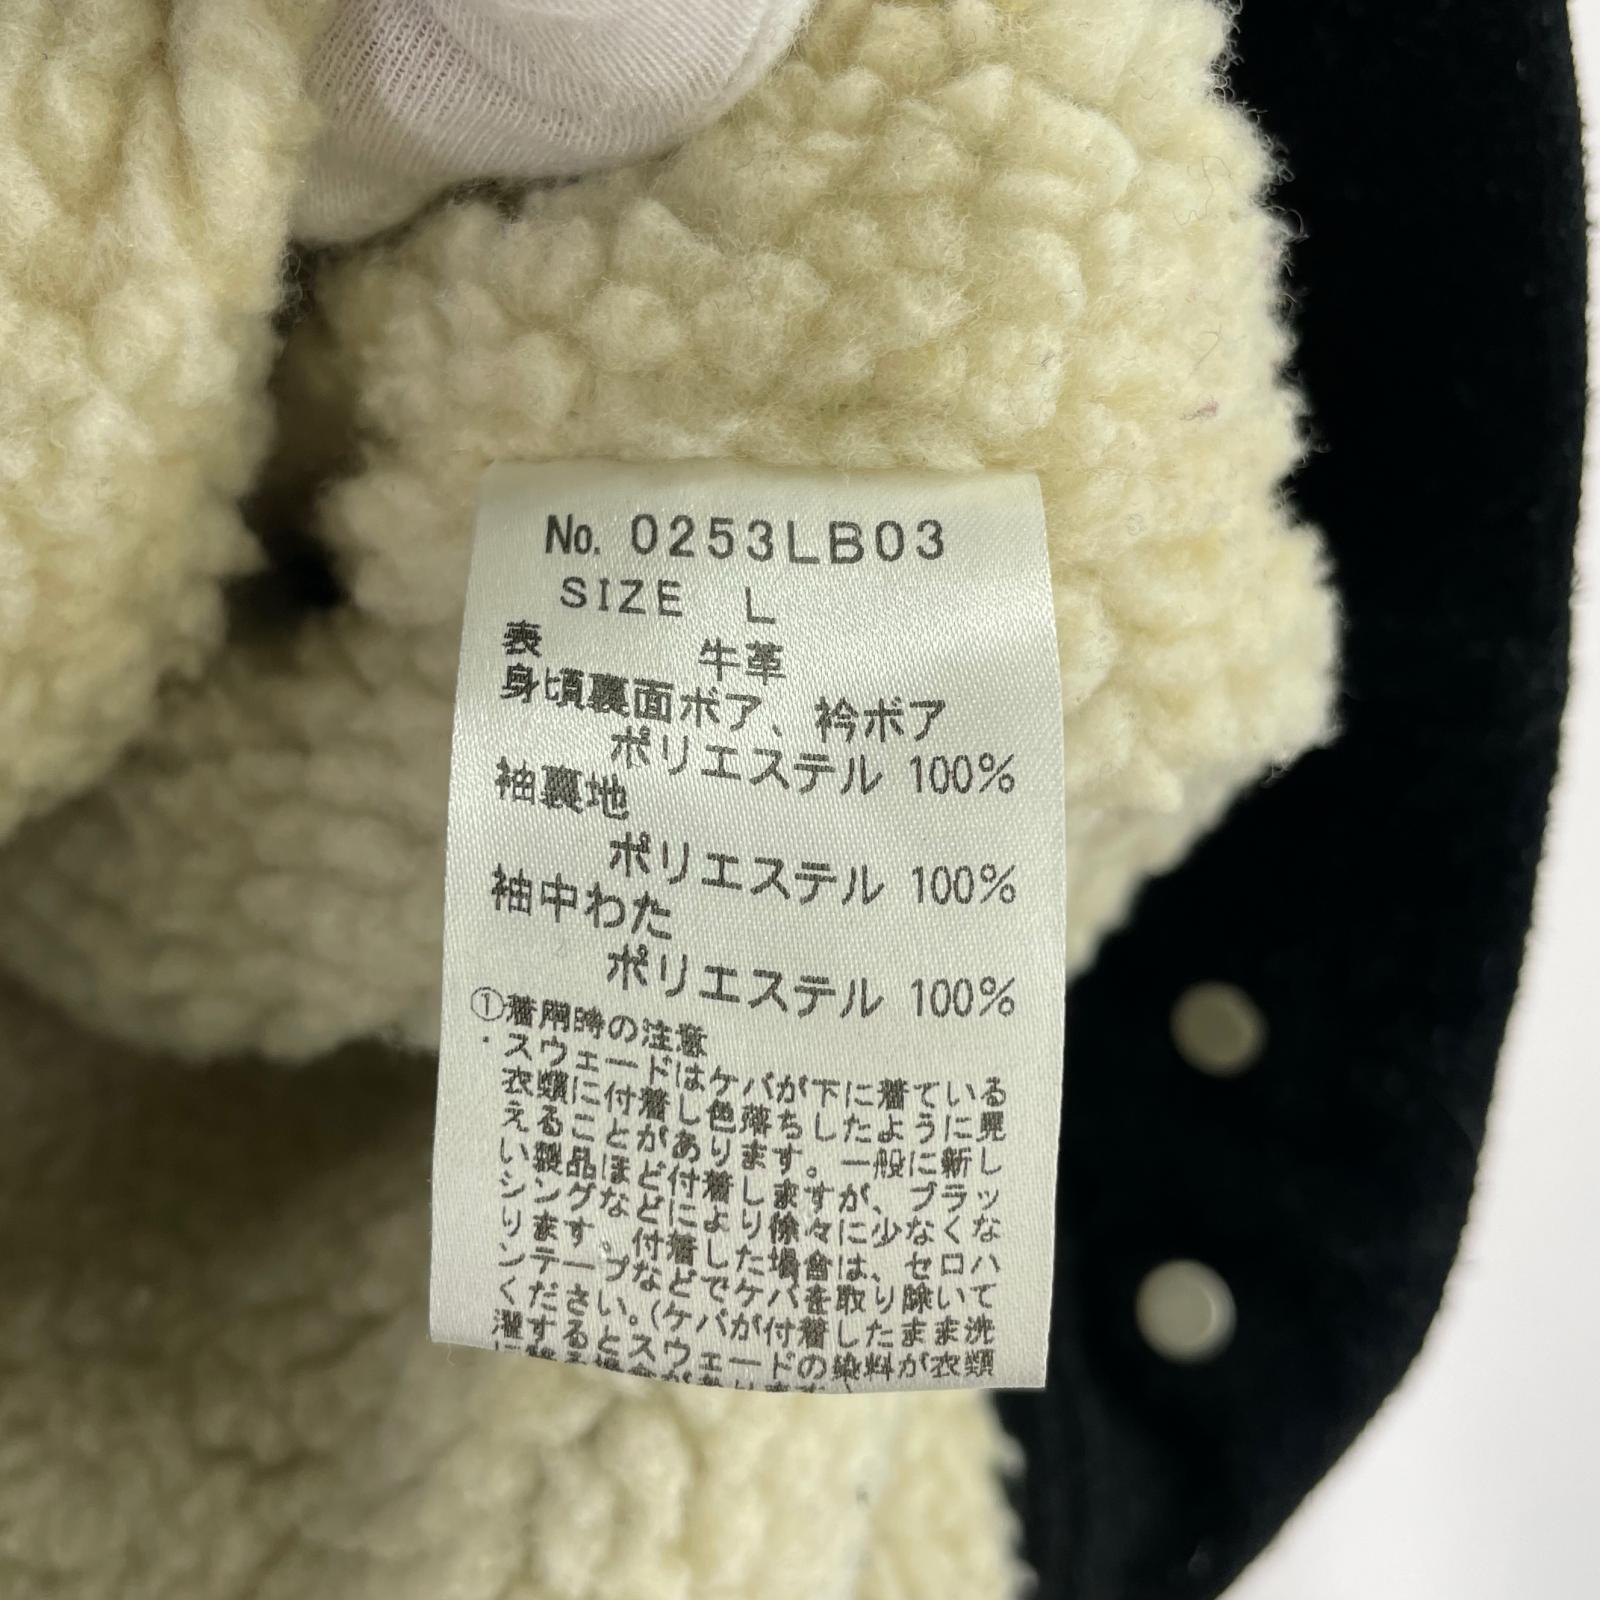 No. 0253LB03
SIZE L
表 牛革
身頃裏面ボア、衿ボア
ポリエステル 100%
袖裏地
ポリエステル 100%
袖中わた
ポリエステル 100%
①着用時の注意
・スウェードはケバが下に着ている
衣類に付着し色落ちしたように見
えることがあります。一般に新し
い製品ほど付着しますが、ブラッ
シングなどにより徐々に少なくな
ります。付着した場合は、セロハ
ンテープなどでケバを取り除いて
ください。(ケバが付着したまま洗
濯するとスウェードの染料が衣類